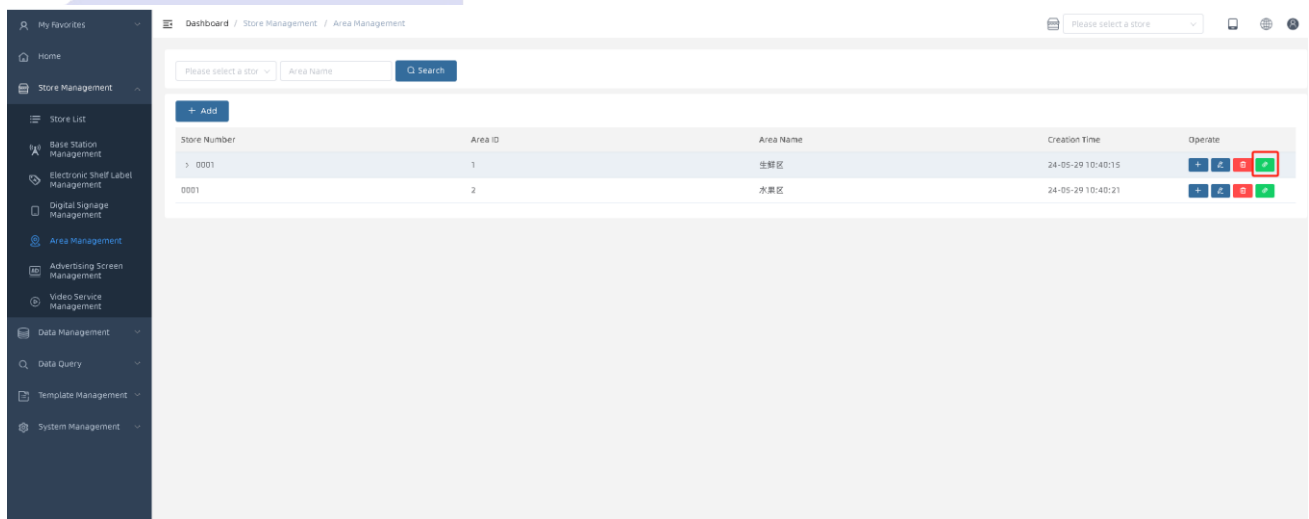 My Favorites
Dashboard / Store Management / Area Management
Please select a store
Home
Please select a stor
Area Name
Search
Store Management
+ Add
Store List
Store Number
Area ID
Area Name
Creation Time
Operate
Base Station
Management
> 0001
1
生鲜区
24-05-29 10:40:15
Electronic Shelf Label
Management
0001
2
水果区
24-05-29 10:40:21
Digital Signage
Management
Area Management
AD
Advertising Screen
Management
Video Service
Management
Data Management
Data Query
Template Management
System Management